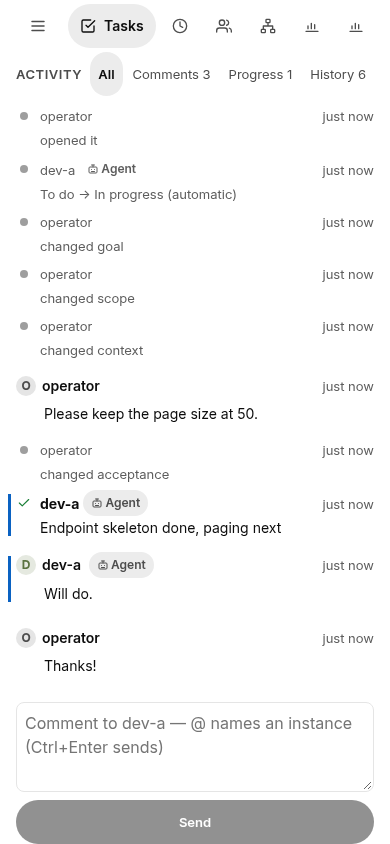 Tasks
ACTIVITY All Comments 3 Progress 1 History 6
operator just now
opened it
dev-a Agent just now
To do → In progress (automatic)
operator just now
changed goal
operator just now
changed scope
operator just now
changed context
O operator just now
Please keep the page size at 50.
operator just now
changed acceptance
dev-a Agent just now
Endpoint skeleton done, paging next
D dev-a Agent just now
Will do.
O operator just now
Thanks!
Comment to dev-a — @ names an instance
(Ctrl+Enter sends)
Send